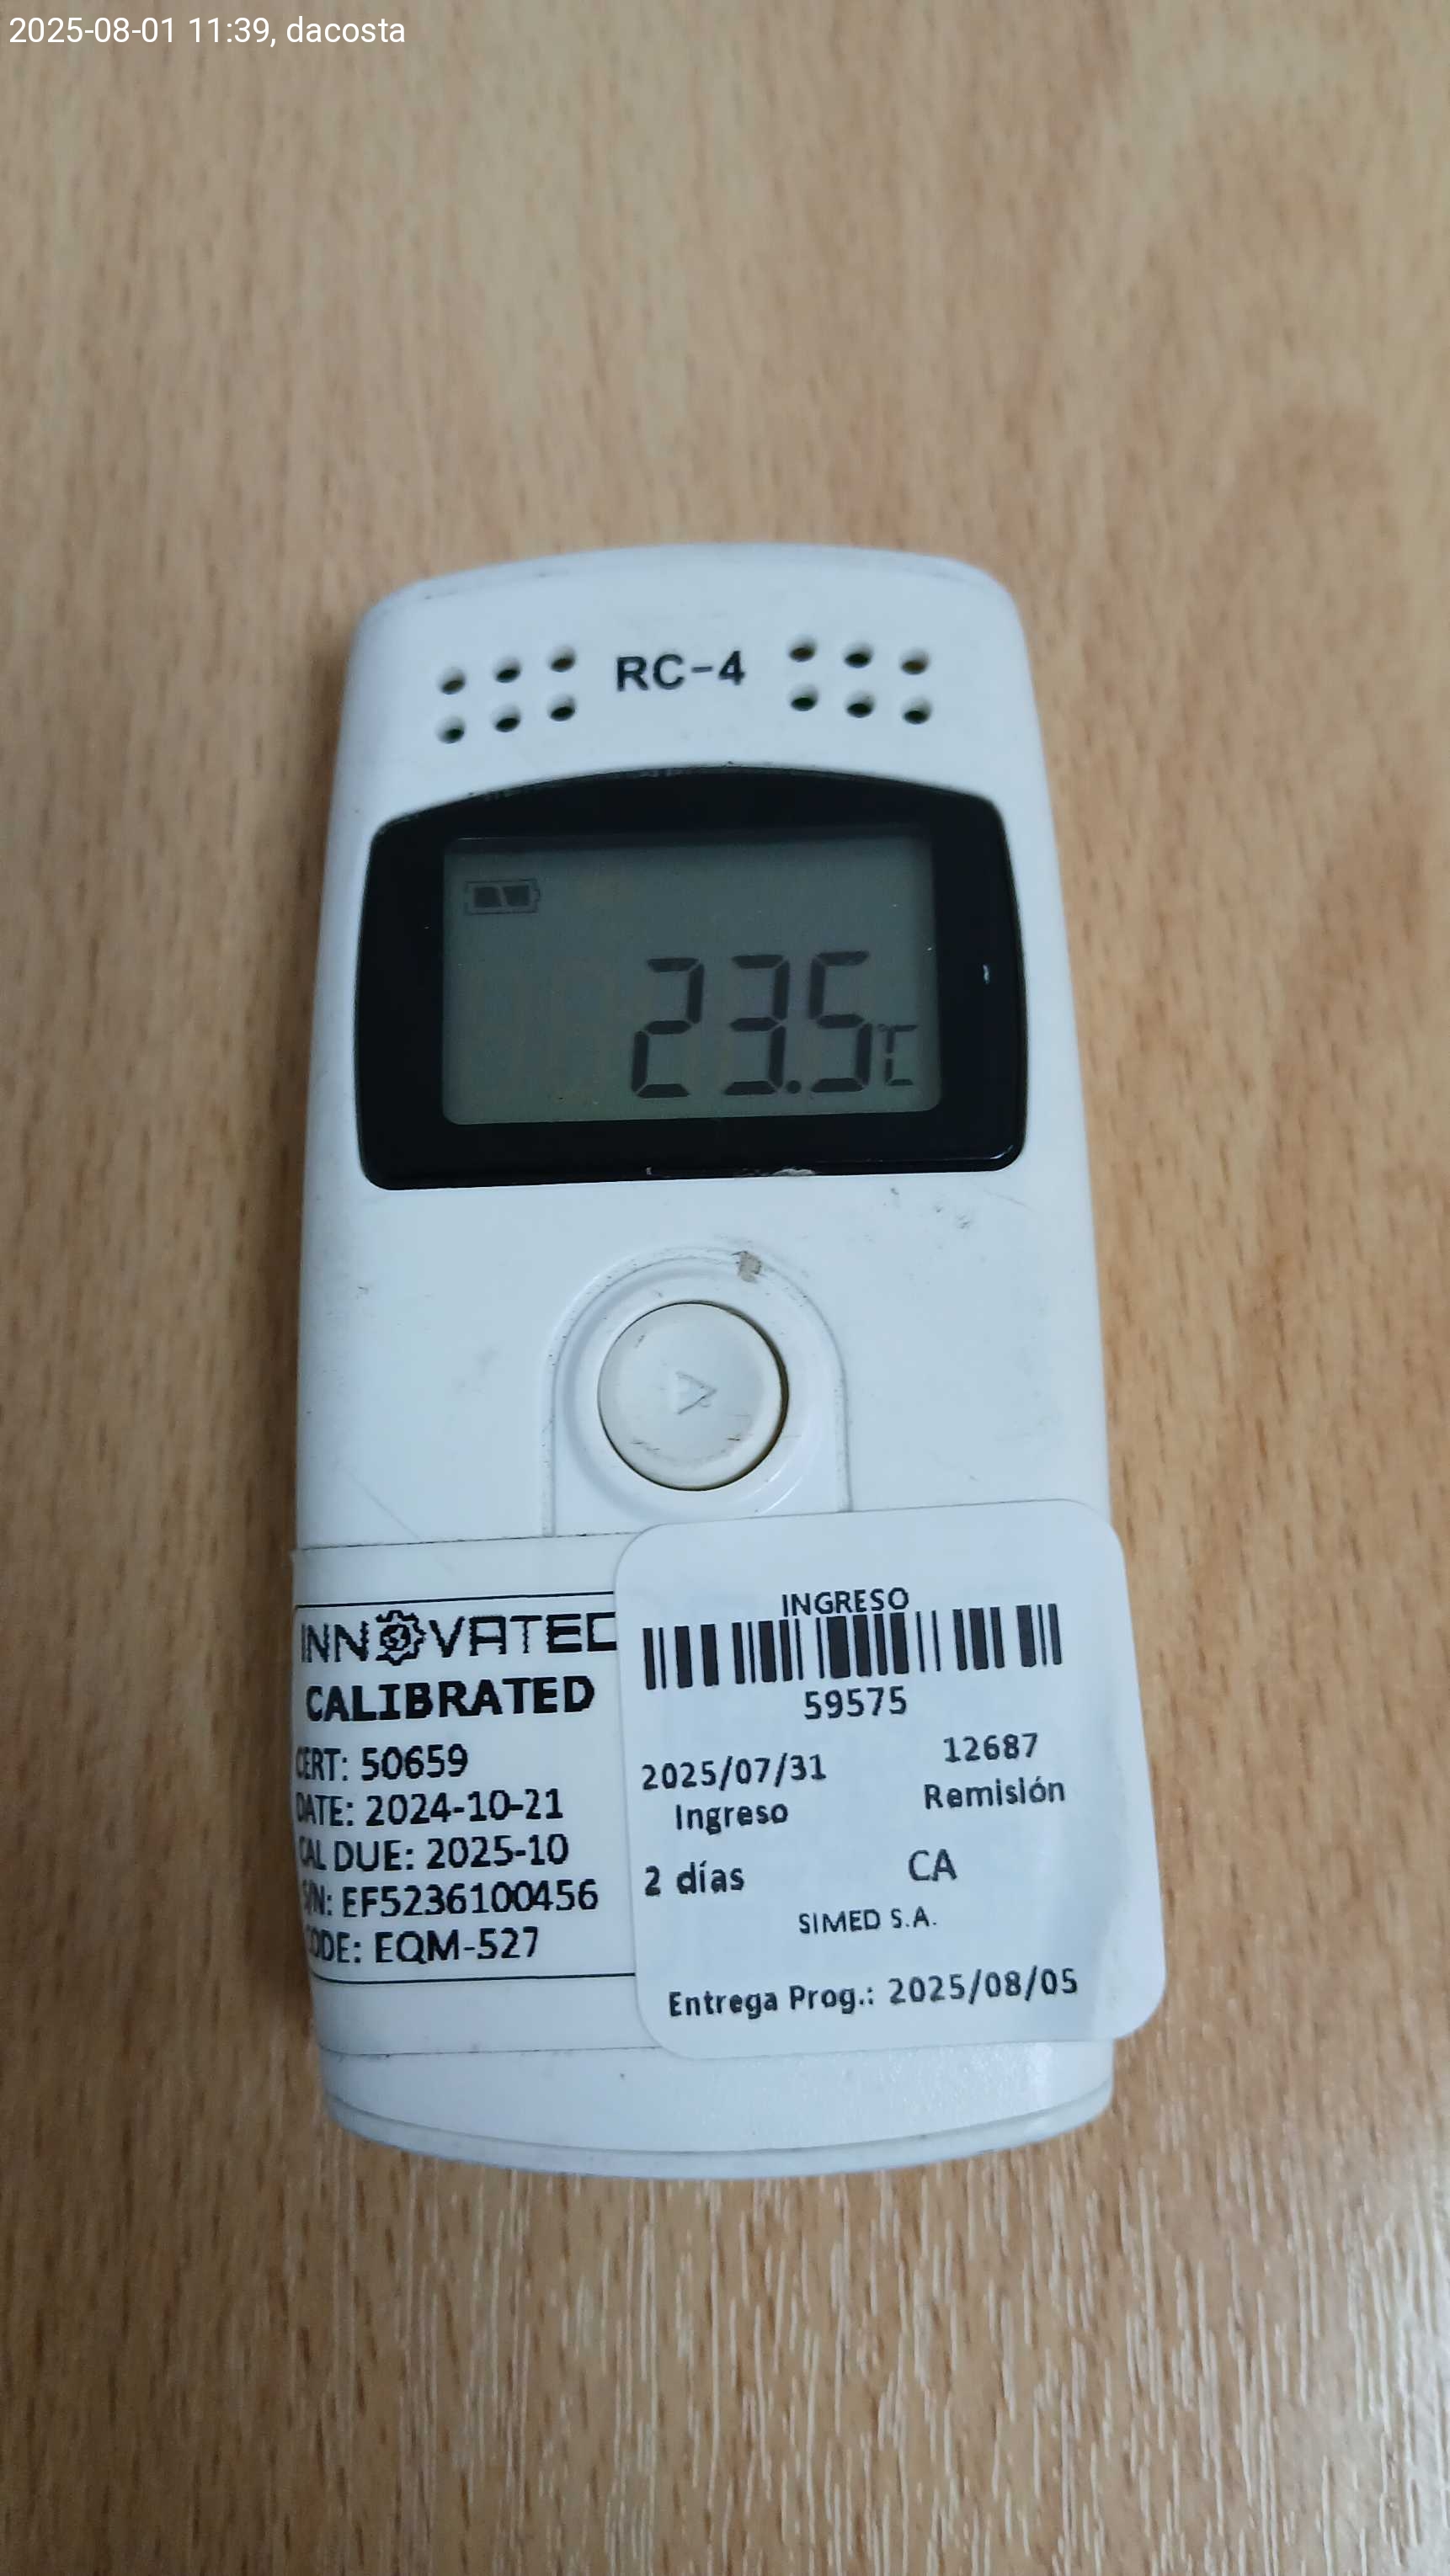 2025-08-01 11:39, dacosta
RC-4
23.5℃
INNOVATEC
CALIBRATED
CERT: 50659
DATE: 2024-10-21
CAL DUE: 2025-10
S/N: EF5236100456
CODE: EQM-527
INGRESO
59575
2025/07/31 12687
Ingreso Remisión
2 días CA
SIMED S.A.
Entrega Prog.: 2025/08/05